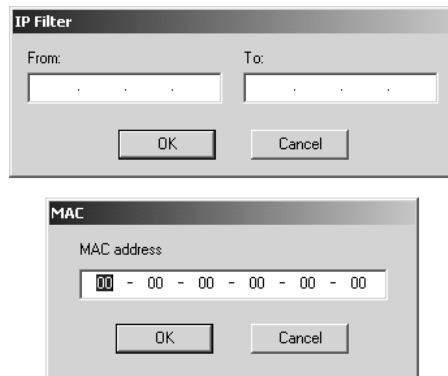 IP Filter
From: To:
. . . . . .
OK Cancel
MAC
MAC address
00 - 00 - 00 - 00 - 00 - 00
OK Cancel